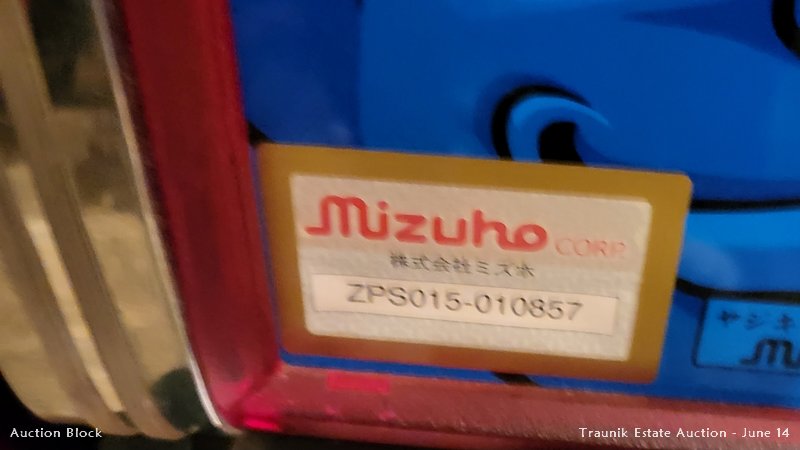 Mizuho CORP.
株式会社ミズホ
ZPS015-010857
Auction Block
Traunik Estate Auction - June 14